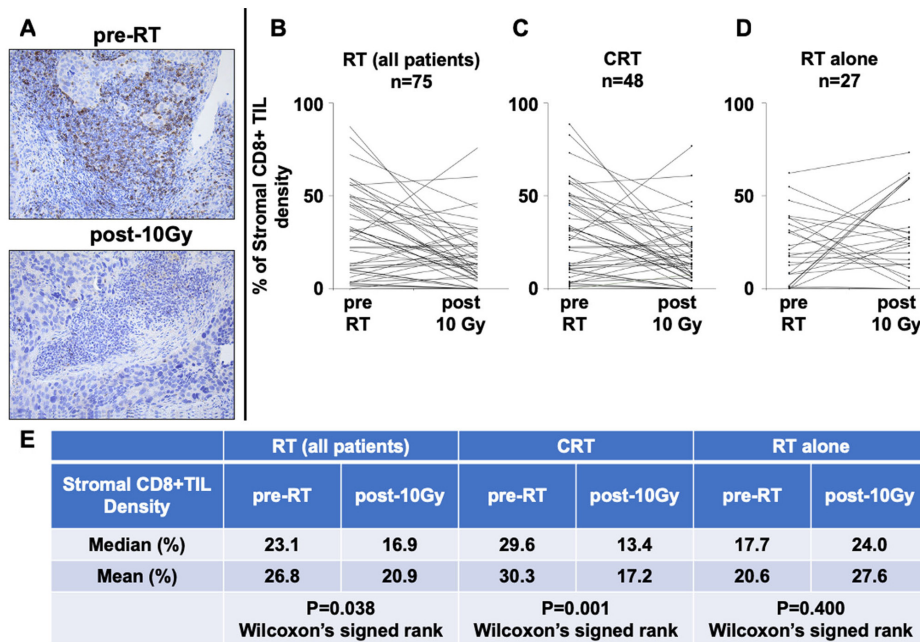 A
pre-RT
post-10Gy
B
RT (all patients)
n=75
C
CRT
n=48
D
RT alone
n=27
% of Stromal CD8+ TIL
density
100
50
0
pre
RT
post
10 Gy
100
50
0
pre
RT
post
10 Gy
100
50
0
pre
RT
post
10 Gy
E
RT (all patients) CRT RT alone
Stromal CD8+TIL
Density
pre-RT post-10Gy pre-RT post-10Gy pre-RT post-10Gy
Median (%) 23.1 16.9 29.6 13.4 17.7 24.0
Mean (%) 26.8 20.9 30.3 17.2 20.6 27.6
P=0.038 P=0.001 P=0.400
Wilcoxon's signed rank Wilcoxon's signed rank Wilcoxon's signed rank